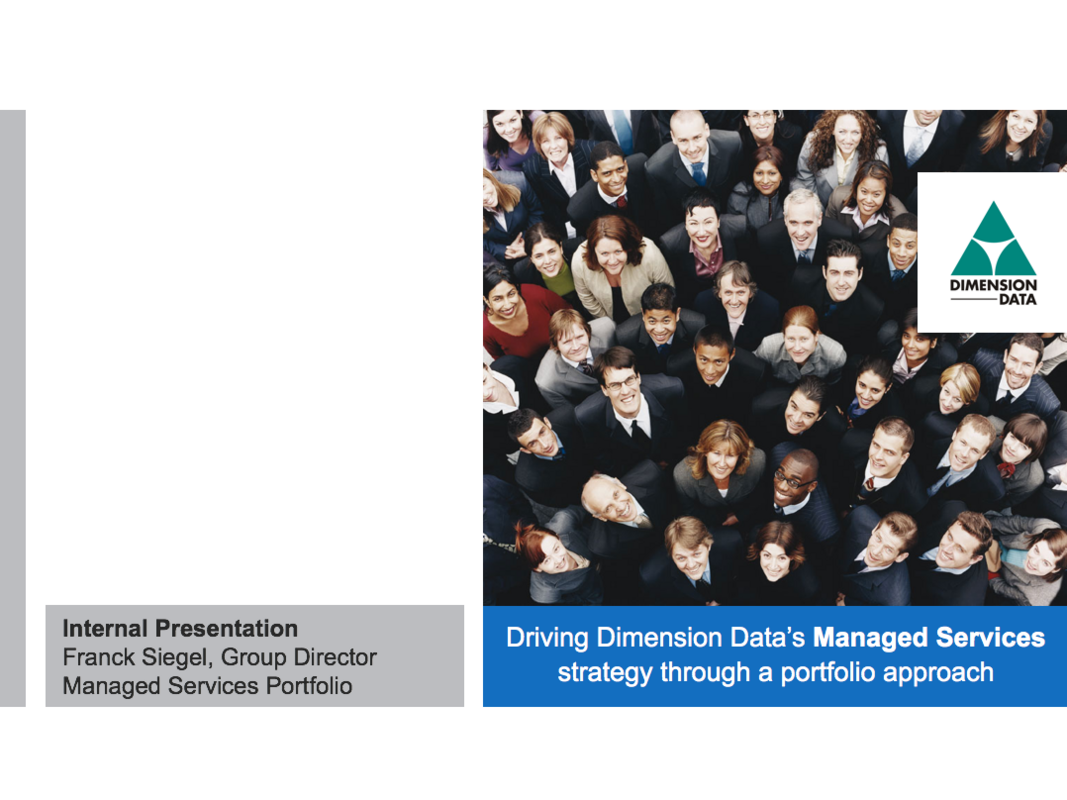 DIMENSION
DATA
Internal Presentation
Franck Siegel, Group Director
Managed Services Portfolio
Driving Dimension Data's Managed Services
strategy through a portfolio approach